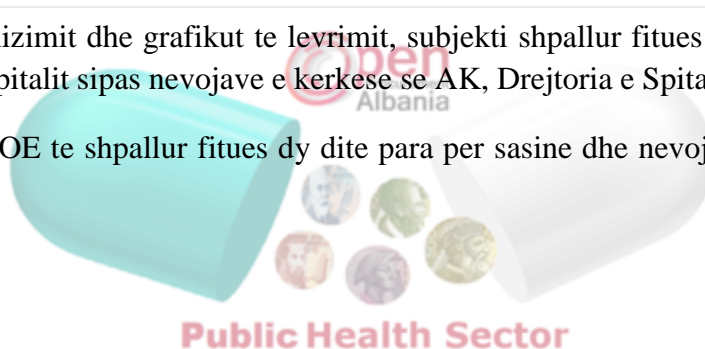 izimit dhe grafikut te levrimit, subjekti shpallur fitues
pitalit sipas nevojave e kerkese se AK, Drejtoria e Spita
Open
Albania
OE te shpallur fitues dy dite para per sasine dhe nevoj
Public Health Sector